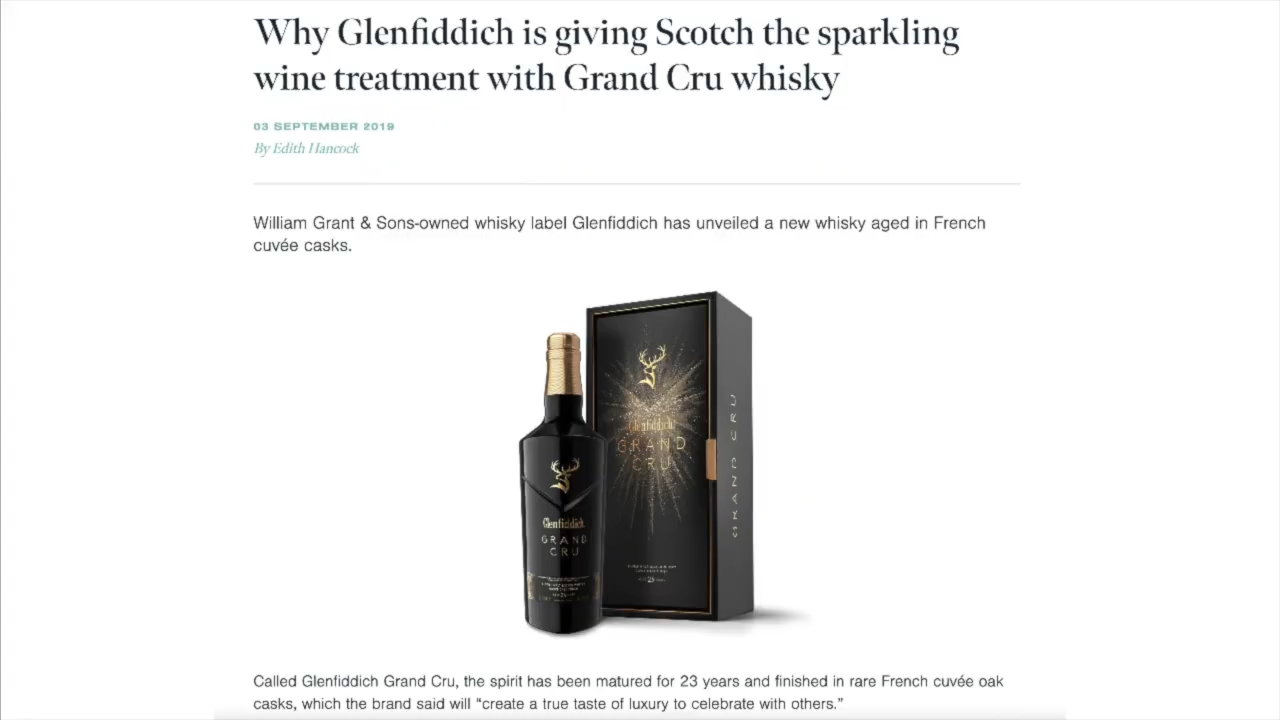 Why Glenfiddich is giving Scotch the sparkling
wine treatment with Grand Cru whisky
03 SEPTEMBER 2019
By Edith Hancock
William Grant & Sons-owned whisky label Glenfiddich has unveiled a new whisky aged in French
cuvée casks.
Glenfiddich
GRAND
CRU
GRAND CRU
Glenfiddich
GRAND
CRU
Called Glenfiddich Grand Cru, the spirit has been matured for 23 years and finished in rare French cuvée oak
casks, which the brand said will “create a true taste of luxury to celebrate with others.”